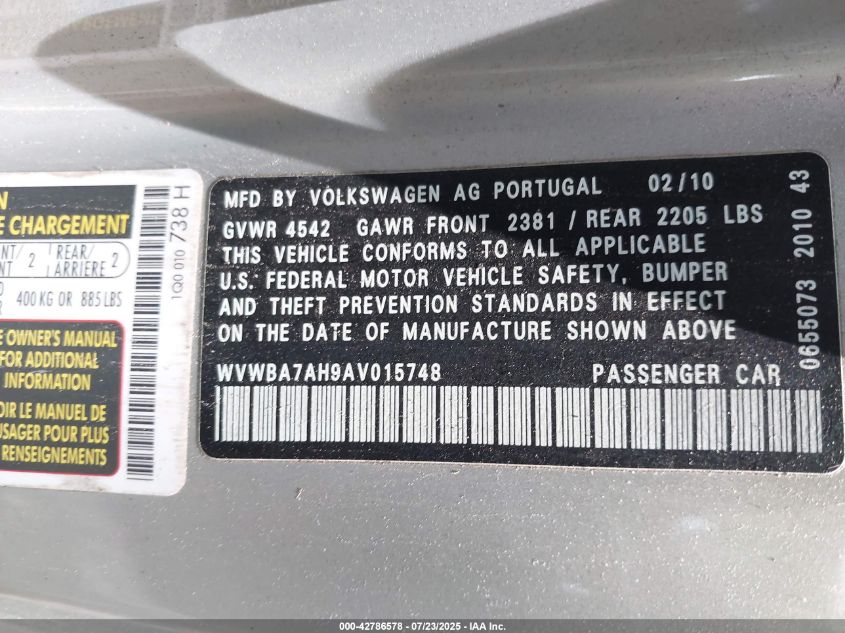 N
E CHARGEMENT
NT/ 2 REAR/ 2
NT ARRIERE
400 KG OR 885 LBS
E OWNER'S MANUAL
FOR ADDITIONAL
INFORMATION
OIR LE MANUEL DE
USAGER POUR PLUS
RENSEIGNEMENTS
1Q0 010 738 H
MFD BY VOLKSWAGEN AG PORTUGAL 02/10
GVWR 4542 GAWR FRONT 2381 / REAR 2205 LBS
THIS VEHICLE CONFORMS TO ALL APPLICABLE
U.S. FEDERAL MOTOR VEHICLE SAFETY, BUMPER
AND THEFT PREVENTION STANDARDS IN EFFECT
ON THE DATE OF MANUFACTURE SHOWN ABOVE
WVWBA7AH9AV015748 PASSENGER CAR
0655073 2010 43
000-42786578 - 07/23/2025 - IAA Inc.